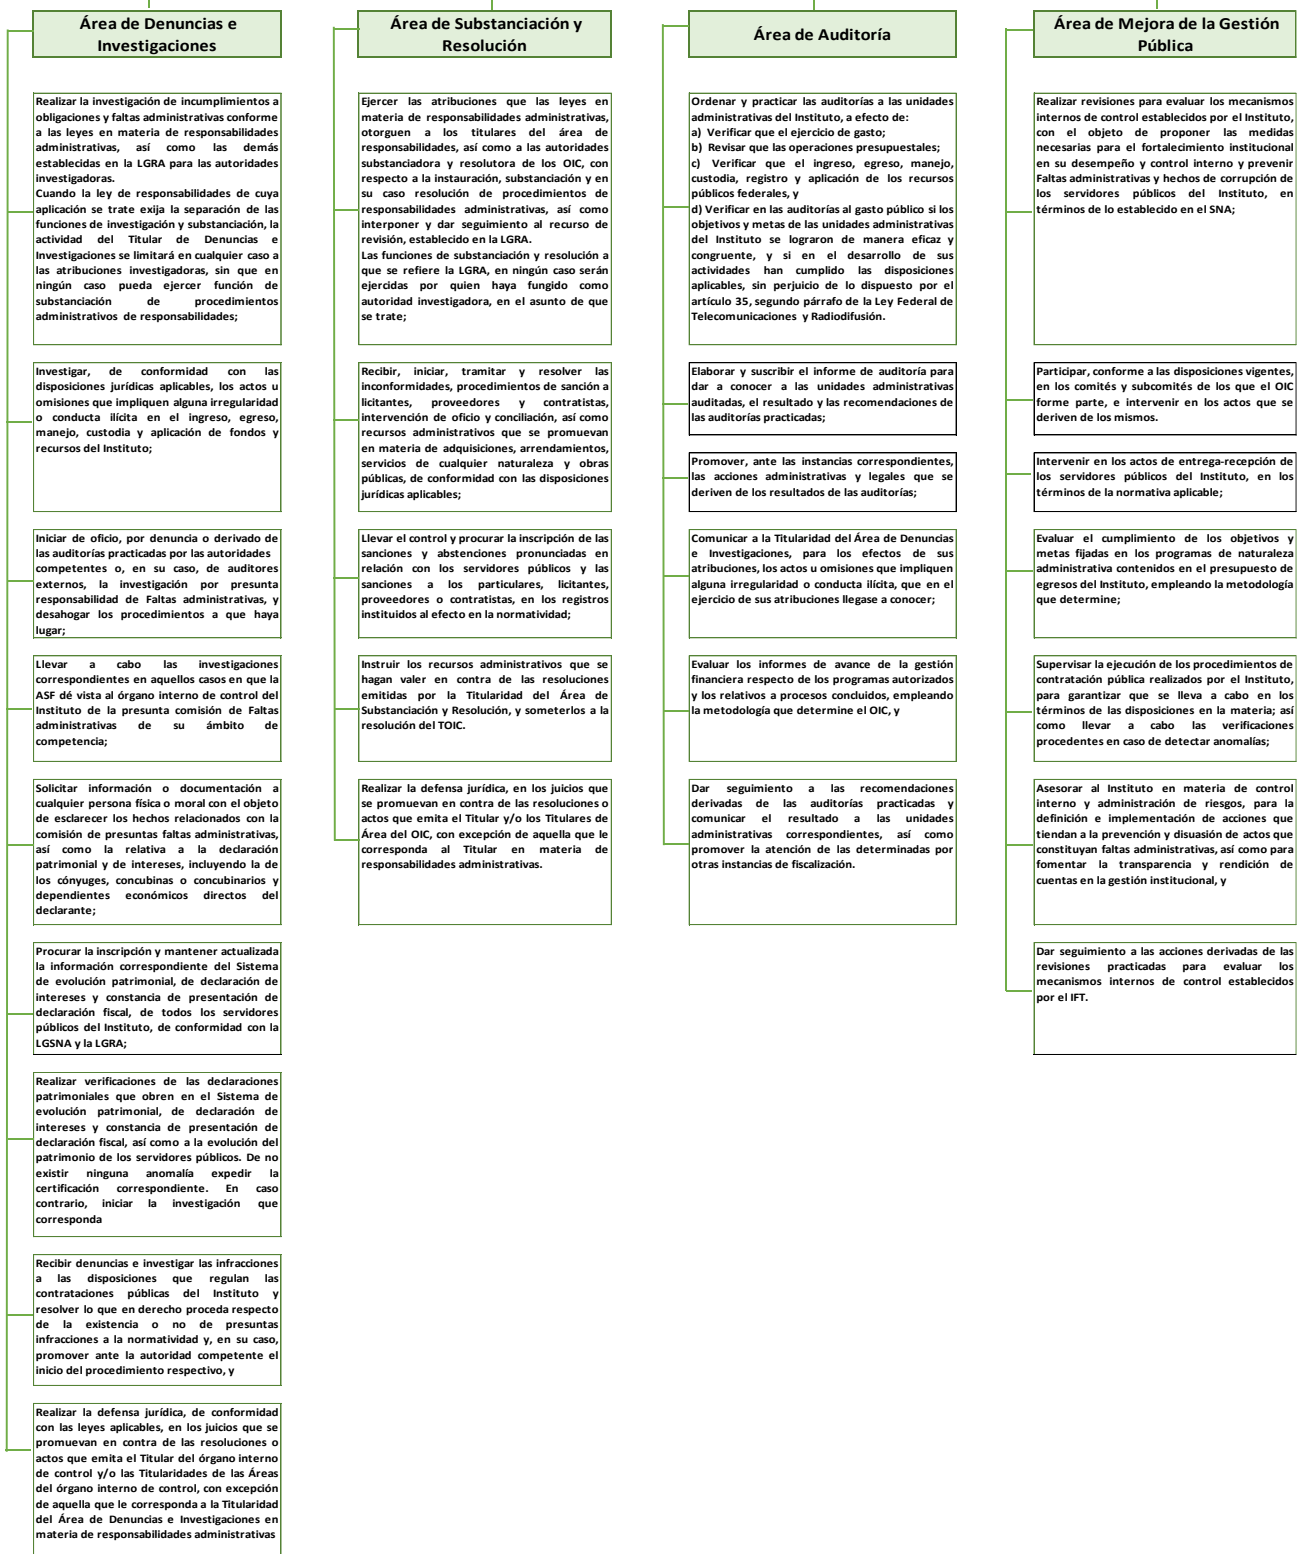 Área de Denuncias e
Investigaciones
Realizar la investigación de incumplimientos a
obligaciones y faltas administrativas conforme
a las leyes en materia de responsabilidades
administrativas, así como las demás
establecidas en la LGRA para las autoridades
investigadoras.
Cuando la ley de responsabilidades de cuya
aplicación se trate exija la separación de las
funciones de investigación y substanciación, la
actividad del Titular de Denuncias e
Investigaciones se limitará en cualquier caso a
las atribuciones investigadoras, sin que en
ningún caso pueda ejercer función de
substanciación de procedimientos
administrativos de responsabilidades;
Investigar, de conformidad con las
disposiciones jurídicas aplicables, los actos u
omisiones que impliquen alguna irregularidad
o conducta ilícita en el ingreso, egreso,
manejo, custodia y aplicación de fondos y
recursos del Instituto;
Iniciar de oficio, por denuncia o derivado de
las auditorías practicadas por las autoridades
competentes o, en su caso, de auditores
externos, la investigación por presunta
responsabilidad de Faltas administrativas, y
desahogar los procedimientos a que haya
lugar;
Llevar a cabo las investigaciones
correspondientes en aquellos casos en que la
ASF dé vista al órgano interno de control del
Instituto de la presunta comisión de Faltas
administrativas de su ámbito de
competencia;
Solicitar información o documentación a
cualquier persona física o moral con el objeto
de esclarecer los hechos relacionados con la
comisión de presuntas faltas administrativas,
así como la relativa a la declaración
patrimonial y de intereses, incluyendo la de
los cónyuges, concubinas o concubinarios y
dependientes económicos directos del
declarante;
Procurar la inscripción y mantener actualizada
la información correspondiente del Sistema
de evolución patrimonial, de declaración de
intereses y constancia de presentación de
declaración fiscal, de todos los servidores
públicos del Instituto, de conformidad con la
LGSNA y la LGRA;
Realizar verificaciones de las declaraciones
patrimoniales que obren en el Sistema de
evolución patrimonial, de declaración de
intereses y constancia de presentación de
declaración fiscal, así como a la evolución del
patrimonio de los servidores públicos. De no
existir ninguna anomalía expedir la
certificación correspondiente. En caso
contrario, iniciar la investigación que
corresponda
Recibir denuncias e investigar las infracciones
a las disposiciones que regulan las
contrataciones públicas del Instituto y
resolver lo que en derecho proceda respecto
de la existencia o no de presuntas
infracciones a la normatividad y, en su caso,
promover ante la autoridad competente el
inicio del procedimiento respectivo, y
Realizar la defensa jurídica, de conformidad
con las leyes aplicables, en los juicios que se
promuevan en contra de las resoluciones o
actos que emita el Titular del órgano interno
de control y/o las Titularidades de las Áreas
del órgano interno de control, con excepción
de aquella que le corresponda a la Titularidad
del Área de Denuncias e Investigaciones en
materia de responsabilidades administrativas
Área de Substanciación y
Resolución
Ejercer las atribuciones que las leyes en
materia de responsabilidades administrativas,
otorguen a los titulares del área de
responsabilidades, así como a las autoridades
substanciadora y resolutora de los OIC, con
respecto a la instauración, substanciación y en
su caso resolución de procedimientos de
responsabilidades administrativas, así como
interponer y dar seguimiento al recurso de
revisión, establecido en la LGRA.
Las funciones de substanciación y resolución a
que se refiere la LGRA, en ningún caso serán
ejercidas por quien haya fungido como
autoridad investigadora, en el asunto de que
se trate;
Recibir, iniciar, tramitar y resolver las
inconformidades, procedimientos de sanción a
licitantes, proveedores y contratistas,
intervención de oficio y conciliación, así como
recursos administrativos que se promuevan
en materia de adquisiciones, arrendamientos,
servicios de cualquier naturaleza y obras
públicas, de conformidad con las disposiciones
jurídicas aplicables;
Llevar el control y procurar la inscripción de las
sanciones y abstenciones pronunciadas en
relación con los servidores públicos y las
sanciones a los particulares, licitantes,
proveedores o contratistas, en los registros
instituidos al efecto en la normatividad;
Instruir los recursos administrativos que se
hagan valer en contra de las resoluciones
emitidas por la Titularidad del Área de
Substanciación y Resolución, y someterlos a la
resolución del TOIC.
Realizar la defensa jurídica, en los juicios que
se promuevan en contra de las resoluciones o
actos que emita el Titular y/o los Titulares de
Área del OIC, con excepción de aquella que le
corresponda al Titular en materia de
responsabilidades administrativas.
Área de Auditoría
Ordenar y practicar las auditorías a las unidades
administrativas del Instituto, a efecto de:
a) Verificar que el ejercicio de gasto;
b) Revisar que las operaciones presupuestales;
c) Verificar que el ingreso, egreso, manejo,
custodia, registro y aplicación de los recursos
públicos federales, y
d) Verificar en las auditorías al gasto público si los
objetivos y metas de las unidades administrativas
del Instituto se lograron de manera eficaz y
congruente, y si en el desarrollo de sus
actividades han cumplido las disposiciones
aplicables, sin perjuicio de lo dispuesto por el
artículo 35, segundo párrafo de la Ley Federal de
Telecomunicaciones y Radiodifusión.
Elaborar y suscribir el informe de auditoría para
dar a conocer a las unidades administrativas
auditadas, el resultado y las recomendaciones de
las auditorías practicadas;
Promover, ante las instancias correspondientes,
las acciones administrativas y legales que se
deriven de los resultados de las auditorías;
Comunicar a la Titularidad del Área de Denuncias
e Investigaciones, para los efectos de sus
atribuciones, los actos u omisiones que impliquen
alguna irregularidad o conducta ilícita, que en el
ejercicio de sus atribuciones llegase a conocer;
Evaluar los informes de avance de la gestión
financiera respecto de los programas autorizados
y los relativos a procesos concluidos, empleando
la metodología que determine el OIC, y
Dar seguimiento a las recomendaciones
derivadas de las auditorías practicadas y
comunicar el resultado a las unidades
administrativas correspondientes, así como
promover la atención de las determinadas por
otras instancias de fiscalización.
Área de Mejora de la Gestión
Pública
Realizar revisiones para evaluar los mecanismos
internos de control establecidos por el Instituto,
con el objeto de proponer las medidas
necesarias para el fortalecimiento institucional
en su desempeño y control interno y prevenir
Faltas administrativas y hechos de corrupción de
los servidores públicos del Instituto, en
términos de lo establecido en el SNA;
Participar, conforme a las disposiciones vigentes,
en los comités y subcomités de los que el OIC
forme parte, e intervenir en los actos que se
deriven de los mismos.
Intervenir en los actos de entrega-recepción de
los servidores públicos del Instituto, en los
términos de la normativa aplicable;
Evaluar el cumplimiento de los objetivos y
metas fijadas en los programas de naturaleza
administrativa contenidos en el presupuesto de
egresos del Instituto, empleando la metodología
que determine;
Supervisar la ejecución de los procedimientos de
contratación pública realizados por el Instituto,
para garantizar que se lleva a cabo en los
términos de las disposiciones en la materia; así
como llevar a cabo las verificaciones
procedentes en caso de detectar anomalías;
Asesorar al Instituto en materia de control
interno y administración de riesgos, para la
definición e implementación de acciones que
tiendan a la prevención y disuasión de actos que
constituyan faltas administrativas, así como para
fomentar la transparencia y rendición de
cuentas en la gestión institucional, y
Dar seguimiento a las acciones derivadas de las
revisiones practicadas para evaluar los
mecanismos internos de control establecidos
por el IFT.